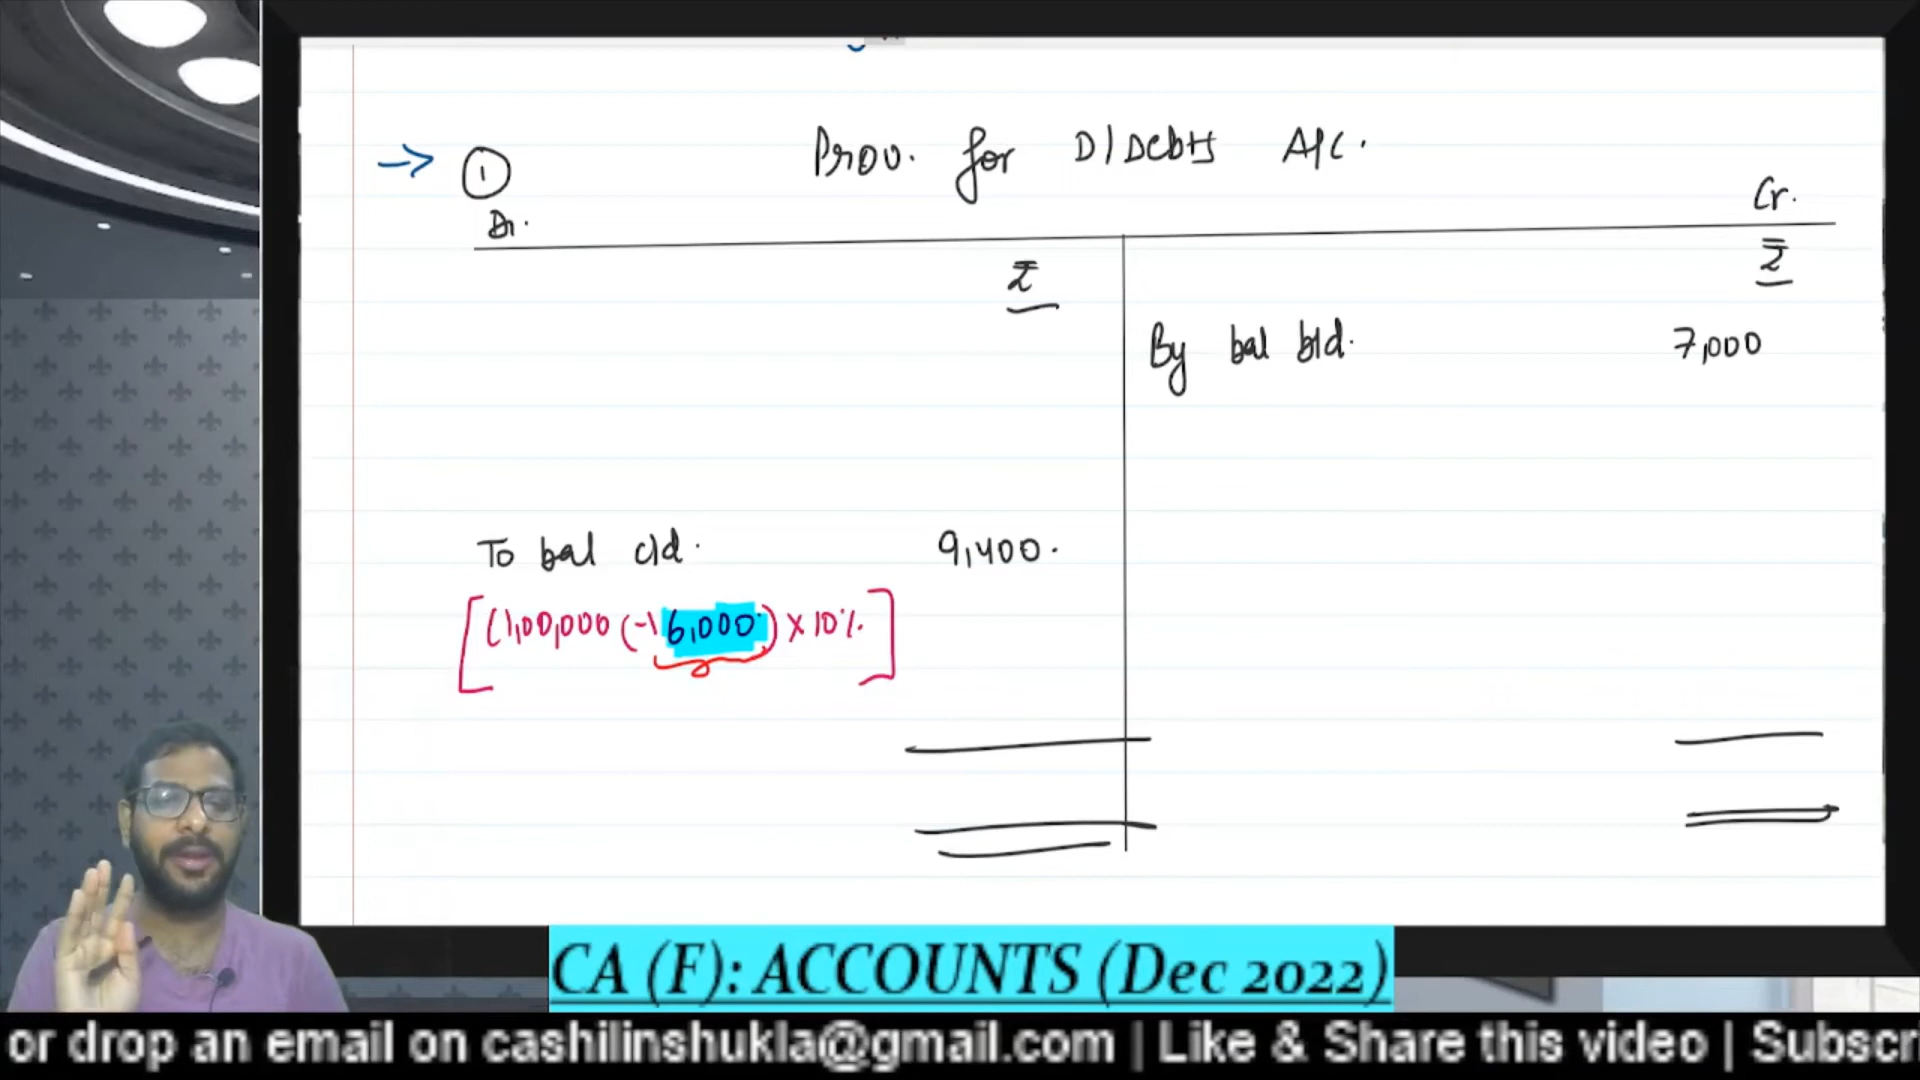 → ① Prov. for D/Debts A/C.
Dr. Cr.
₹ ₹
By bal b/d. 7,000
To bal c/d. 9,400.
[(1,00,000 (-) 6,000) x 10%]
CA (F): ACCOUNTS (Dec 2022)
or drop an email on cashilinshukla@gmail.com | Like & Share this video | Subscri